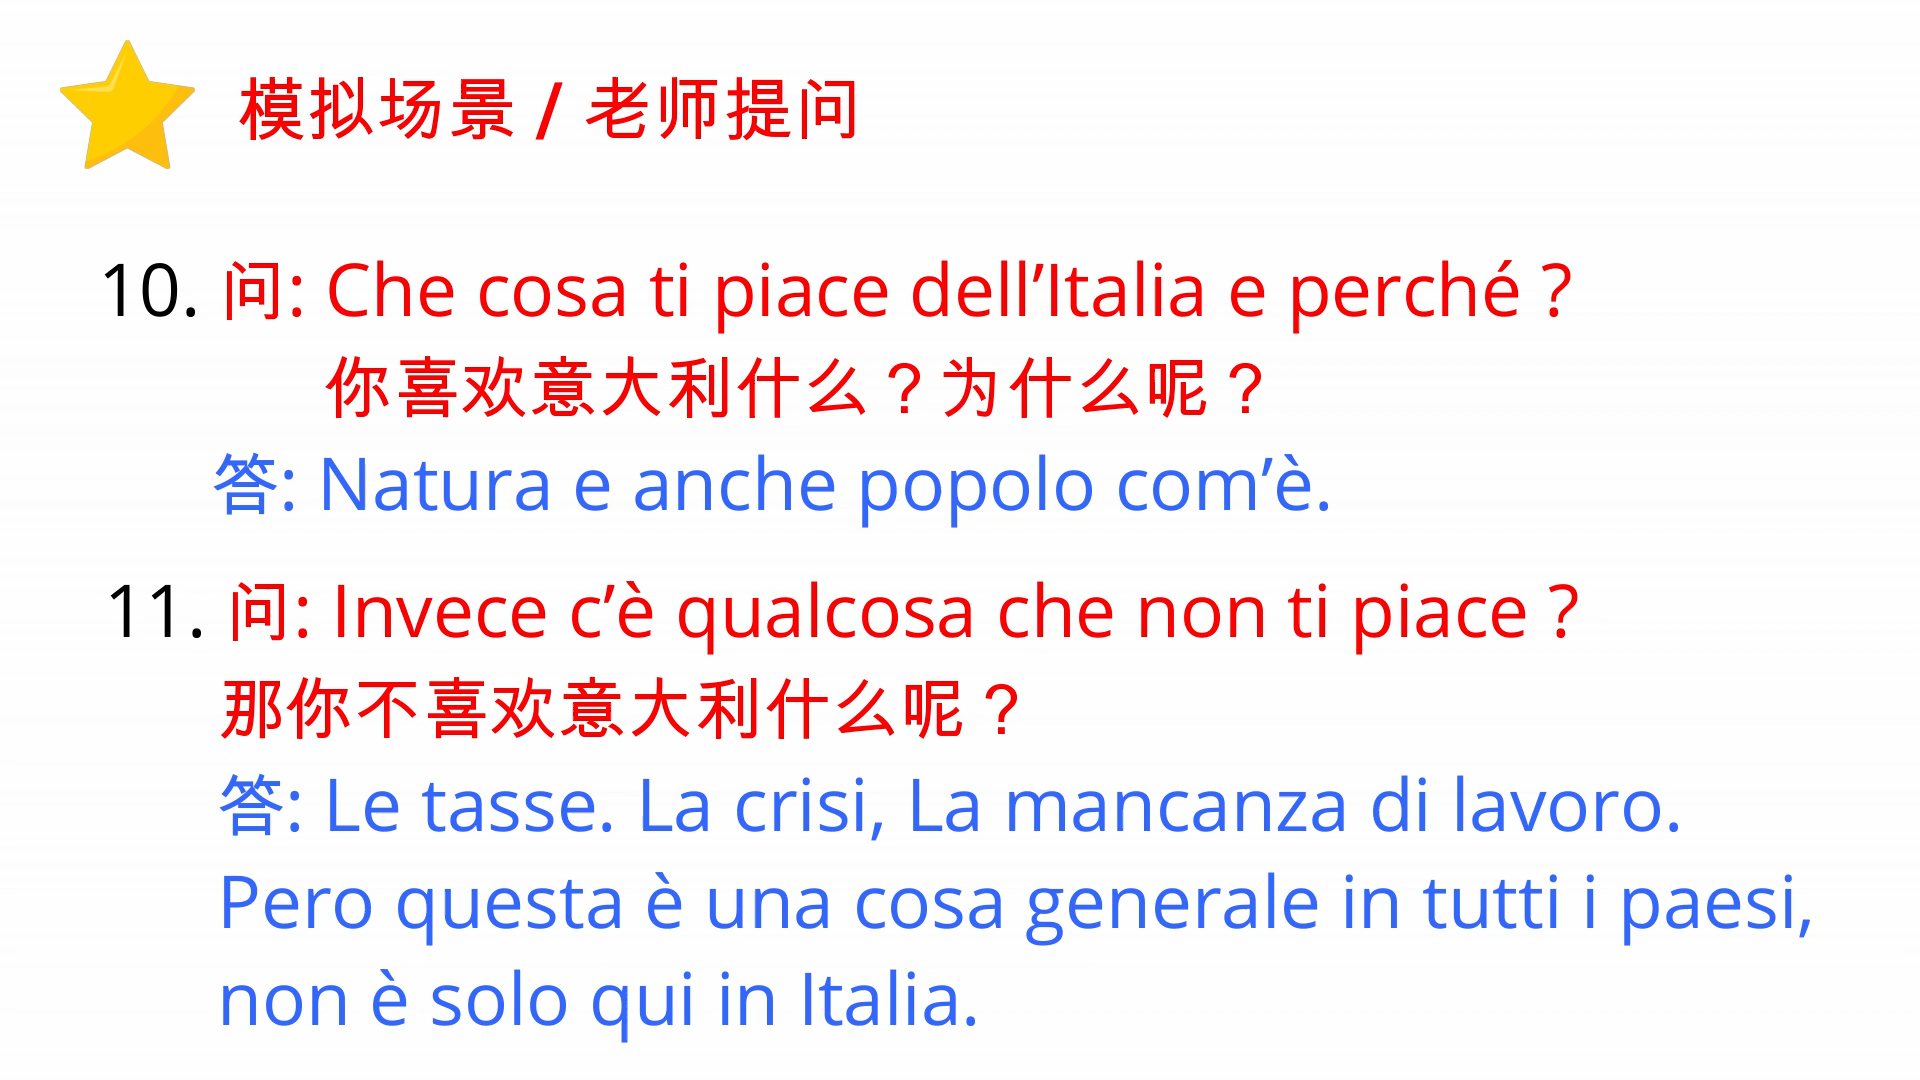 模拟场景 / 老师提问
10. 问: Che cosa ti piace dell’Italia e perché ?
你喜欢意大利什么？为什么呢？
答: Natura e anche popolo com’è.
11. 问: Invece c’è qualcosa che non ti piace ?
那你不喜欢意大利什么呢？
答: Le tasse. La crisi, La mancanza di lavoro.
Pero questa è una cosa generale in tutti i paesi,
non è solo qui in Italia.